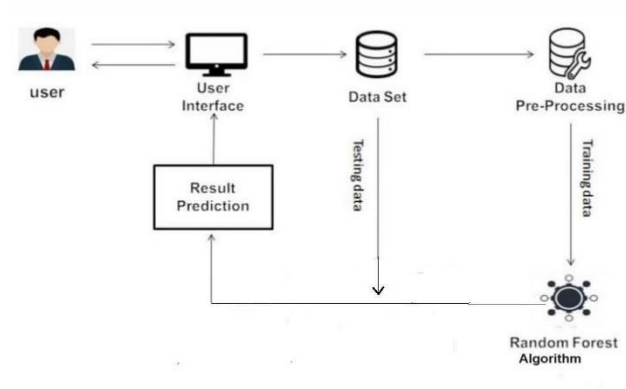 user
User
Interface
Data Set
Data
Pre-Processing
Result
Prediction
Testing data
Training data
Random Forest
Algorithm